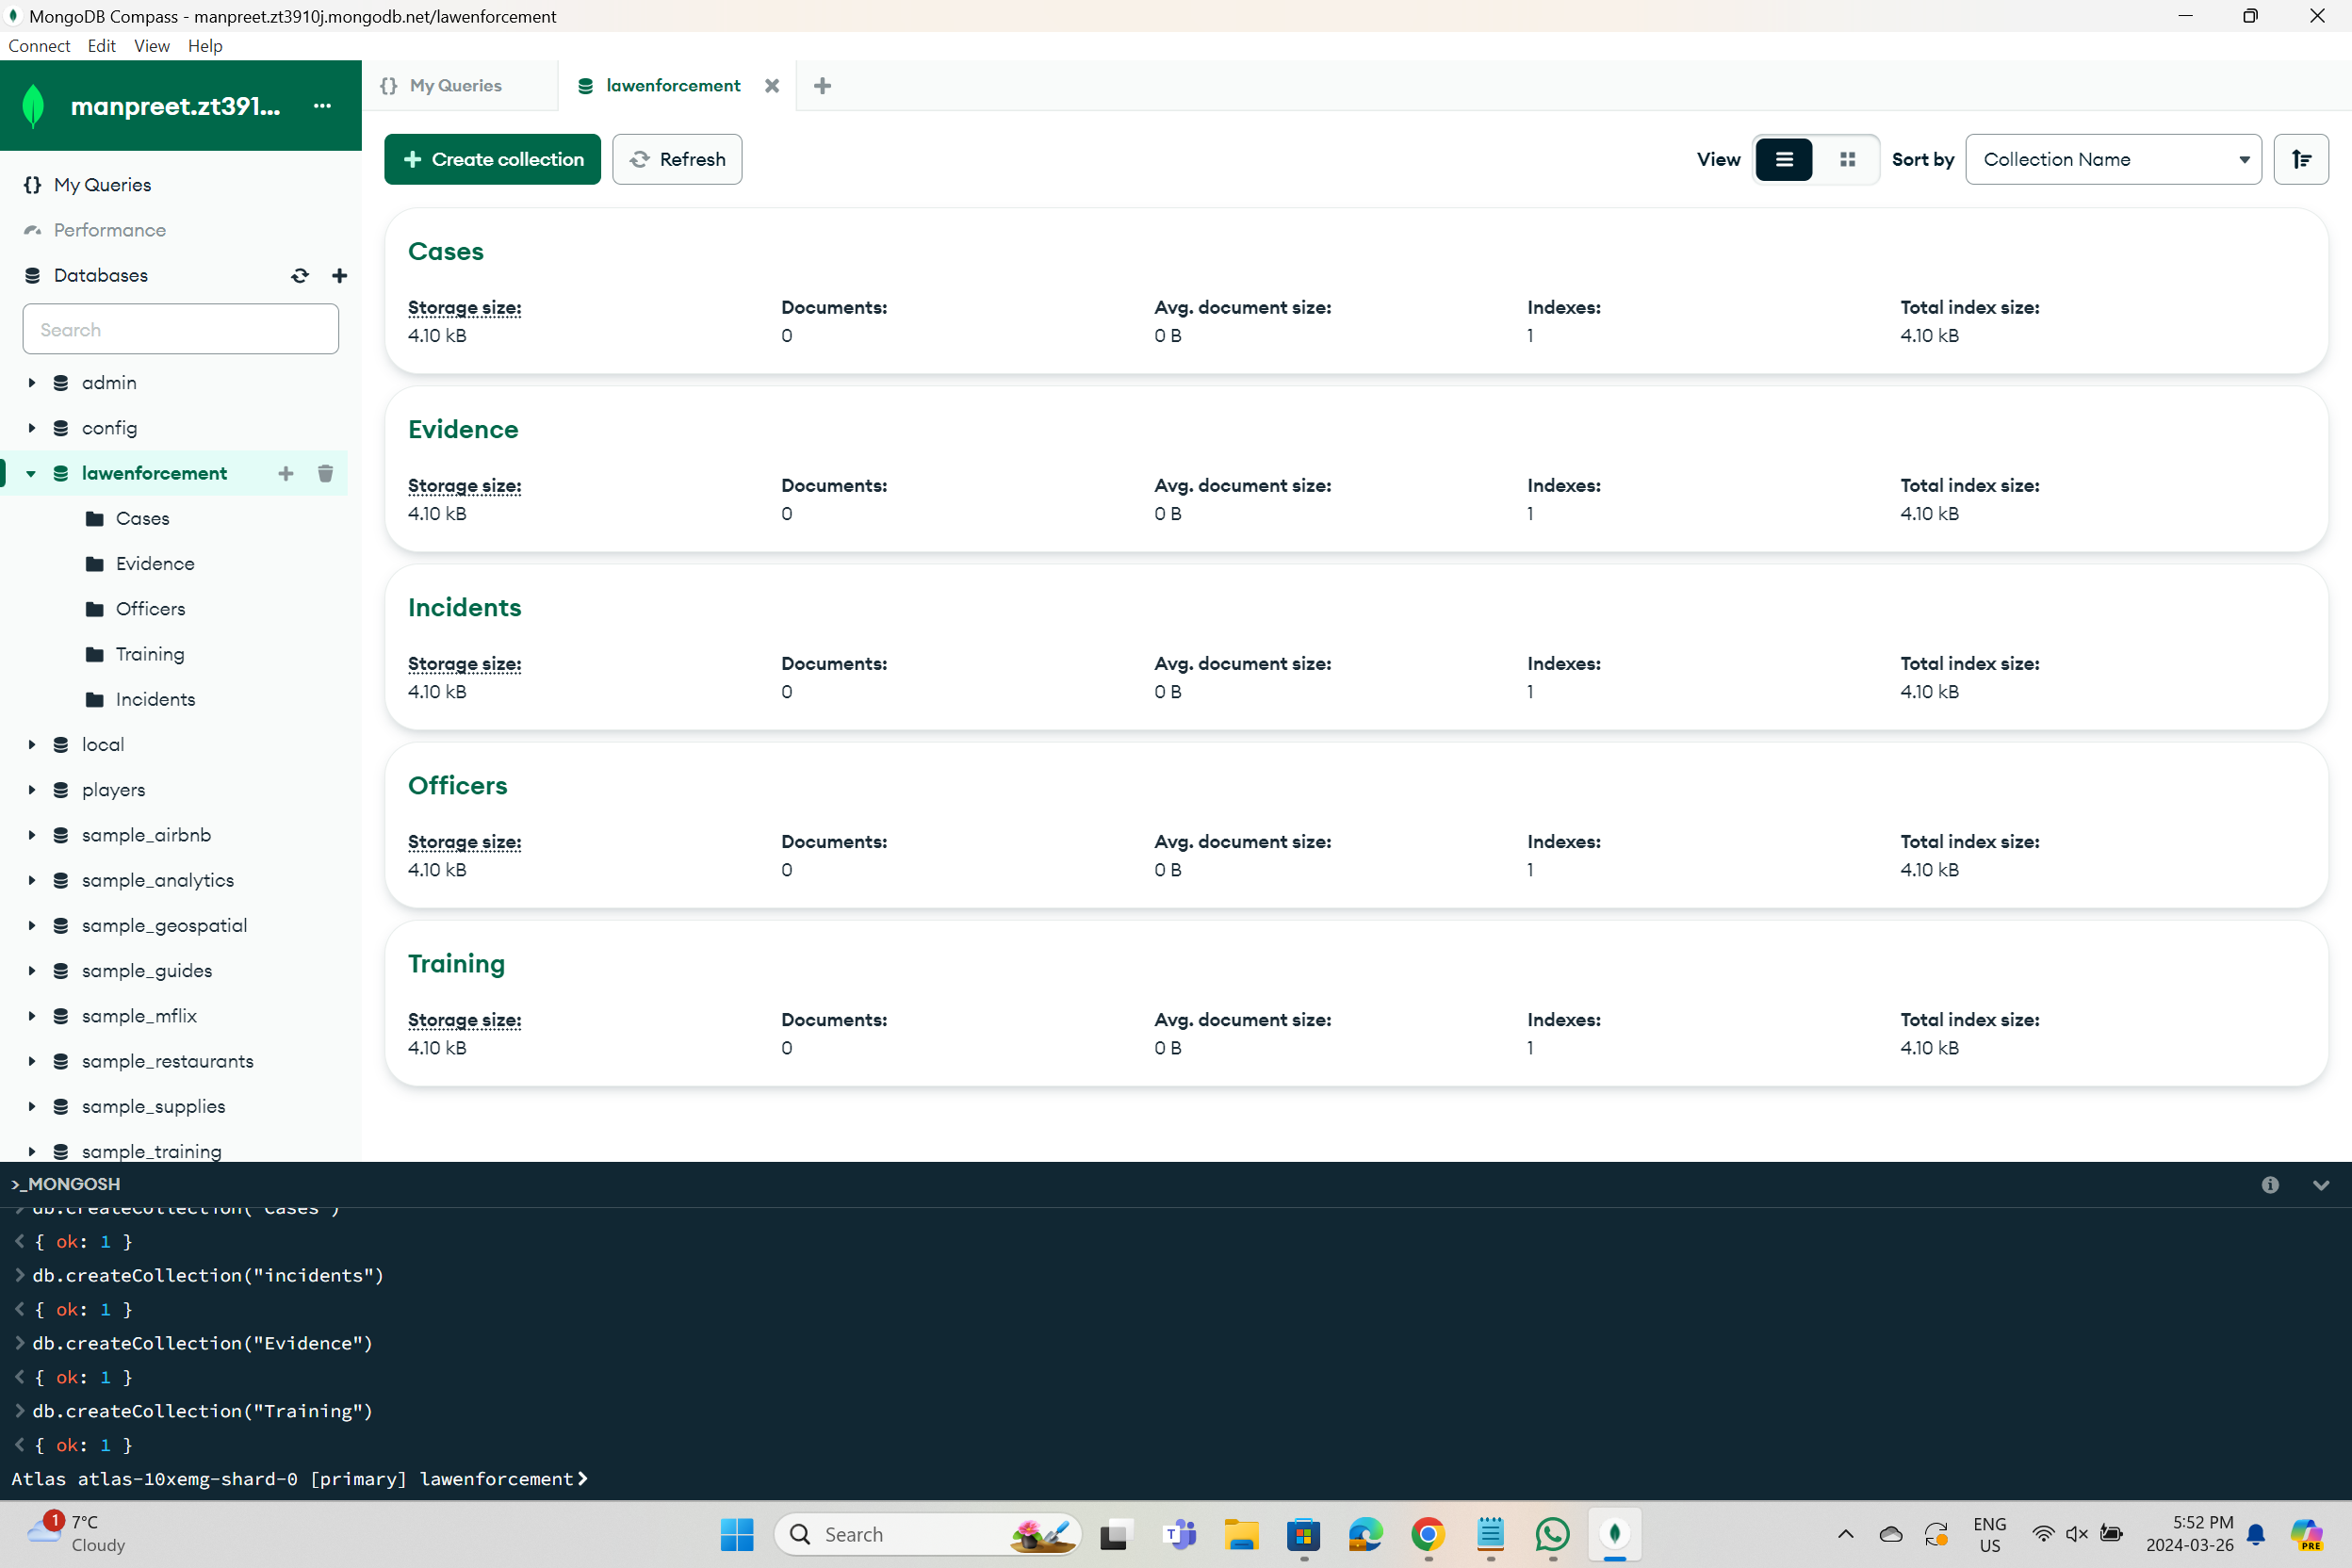 MongoDB Compass - manpreet.zt3910j.mongodb.net/lawenforcement
Connect Edit View Help
manpreet.zt391...
{} My Queries
lawenforcement
{} My Queries
Performance
Databases
Search
admin
config
lawenforcement
Cases
Evidence
Officers
Training
Incidents
local
players
sample_airbnb
sample_analytics
sample_geospatial
sample_guides
sample_mflix
sample_restaurants
sample_supplies
sample_training
Create collection
Refresh
View
Sort by
Collection Name
Cases
Storage size: Documents: Avg. document size: Indexes: Total index size:
4.10 kB 0 0 B 1 4.10 kB
Evidence
Storage size: Documents: Avg. document size: Indexes: Total index size:
4.10 kB 0 0 B 1 4.10 kB
Incidents
Storage size: Documents: Avg. document size: Indexes: Total index size:
4.10 kB 0 0 B 1 4.10 kB
Officers
Storage size: Documents: Avg. document size: Indexes: Total index size:
4.10 kB 0 0 B 1 4.10 kB
Training
Storage size: Documents: Avg. document size: Indexes: Total index size:
4.10 kB 0 0 B 1 4.10 kB
>_MONGOSH
> db.createCollection("Cases")
< { ok: 1 }
> db.createCollection("incidents")
< { ok: 1 }
> db.createCollection("Evidence")
< { ok: 1 }
> db.createCollection("Training")
< { ok: 1 }
Atlas atlas-10xemg-shard-0 [primary] lawenforcement>
1
7°C
Cloudy
Search
ENG
US
5:52 PM
2024-03-26
PRE